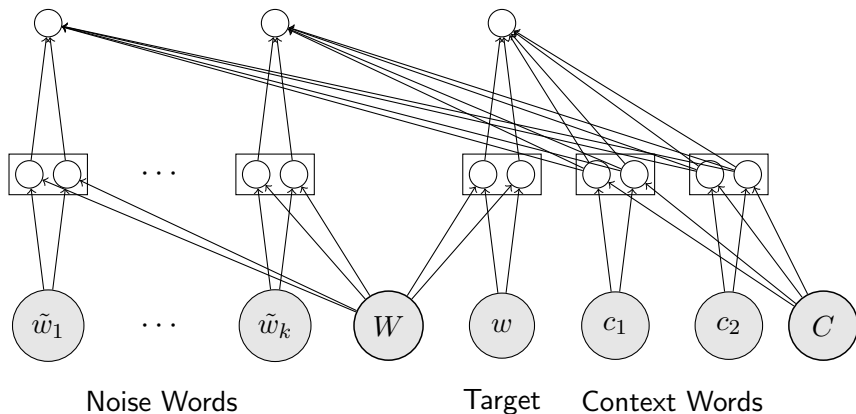 ...
w̃₁ ... w̃ₖ W w c₁ c₂ C
Noise Words Target Context Words